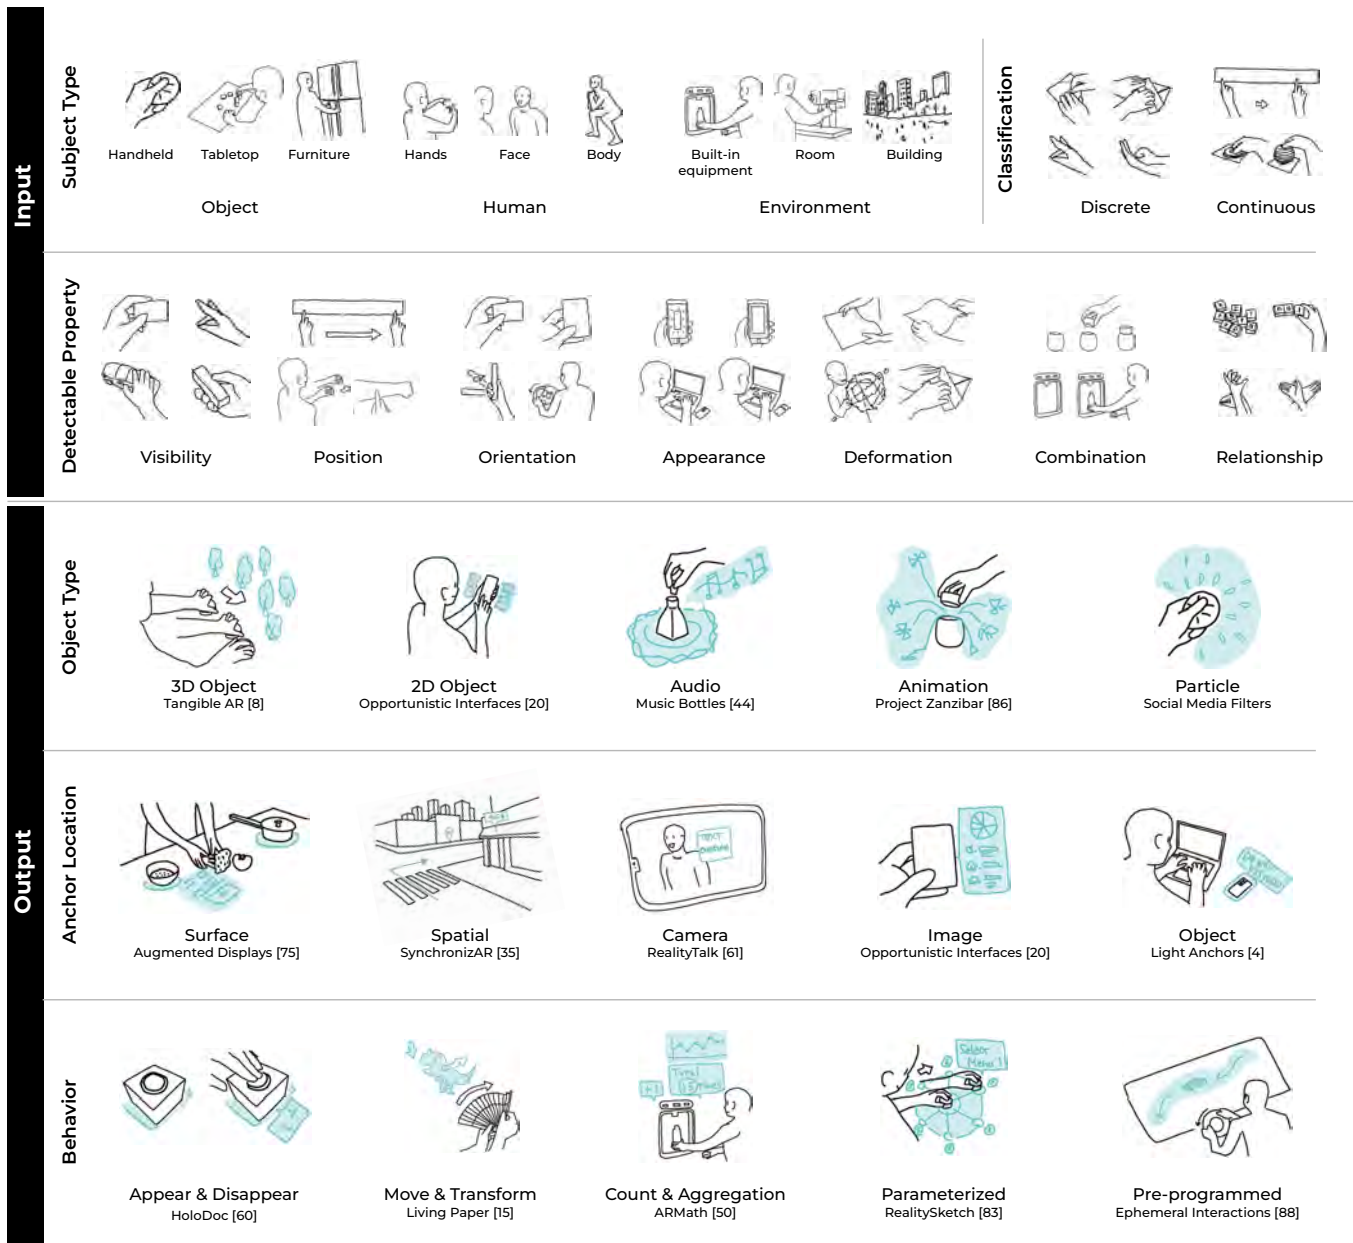 Input
Subject Type
Handheld
Tabletop
Furniture
Object
Hands
Face
Body
Human
Built-in
equipment
Room
Building
Environment
Classification
Discrete
Continuous
Detectable Property
Visibility
Position
Orientation
Appearance
Deformation
Combination
Relationship
Output
Object Type
3D Object
Tangible AR [8]
2D Object
Opportunistic Interfaces [20]
Audio
Music Bottles [44]
Animation
Project Zanzibar [86]
Particle
Social Media Filters
Anchor Location
Surface
Augmented Displays [75]
Spatial
SynchronizAR [35]
TEXT
Camera
RealityTalk [61]
Image
Opportunistic Interfaces [20]
Object
Light Anchors [4]
Behavior
Appear & Disappear
HoloDoc [60]
Move & Transform
Living Paper [15]
+1
Total
Count & Aggregation
ARMath [50]
Parameterized
RealitySketch [83]
Pre-programmed
Ephemeral Interactions [88]